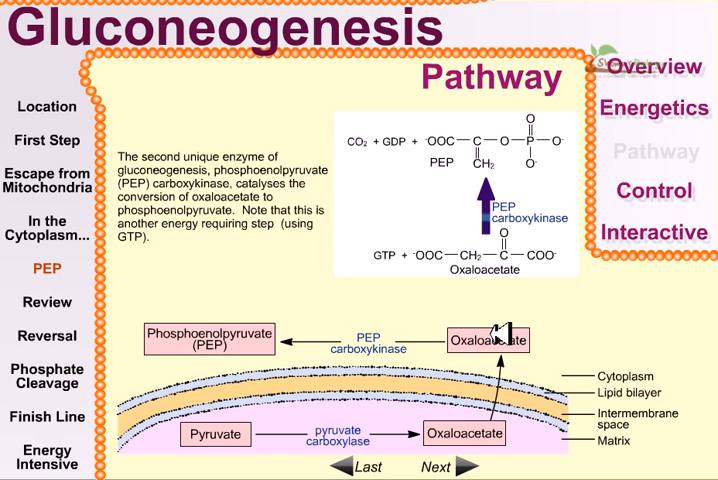 Gluconeogenesis
Pathway
Overview
Energetics
Pathway
Control
Interactive
Location
First Step
Escape from
Mitochondria
In the
Cytoplasm...
PEP
Review
Reversal
Phosphate
Cleavage
Finish Line
Energy
Intensive
The second unique enzyme of
gluconeogenesis, phosphoenolpyruvate
(PEP) carboxykinase, catalyses the
conversion of oxaloacetate to
phosphoenolpyruvate. Note that this is
another energy requiring step (using
GTP).
O O
CO₂ + GDP + ⁻OOC — C — O — P — O⁻
PEP CH₂ O⁻
PEP
carboxykinase
O
GTP + ⁻OOC — CH₂ — C — COO⁻
Oxaloacetate
Phosphoenolpyruvate
(PEP)
PEP
carboxykinase
Oxaloacetate
Cytoplasm
Lipid bilayer
Intermembrane
space
Matrix
Pyruvate
pyruvate
carboxylase
Oxaloacetate
Last Next